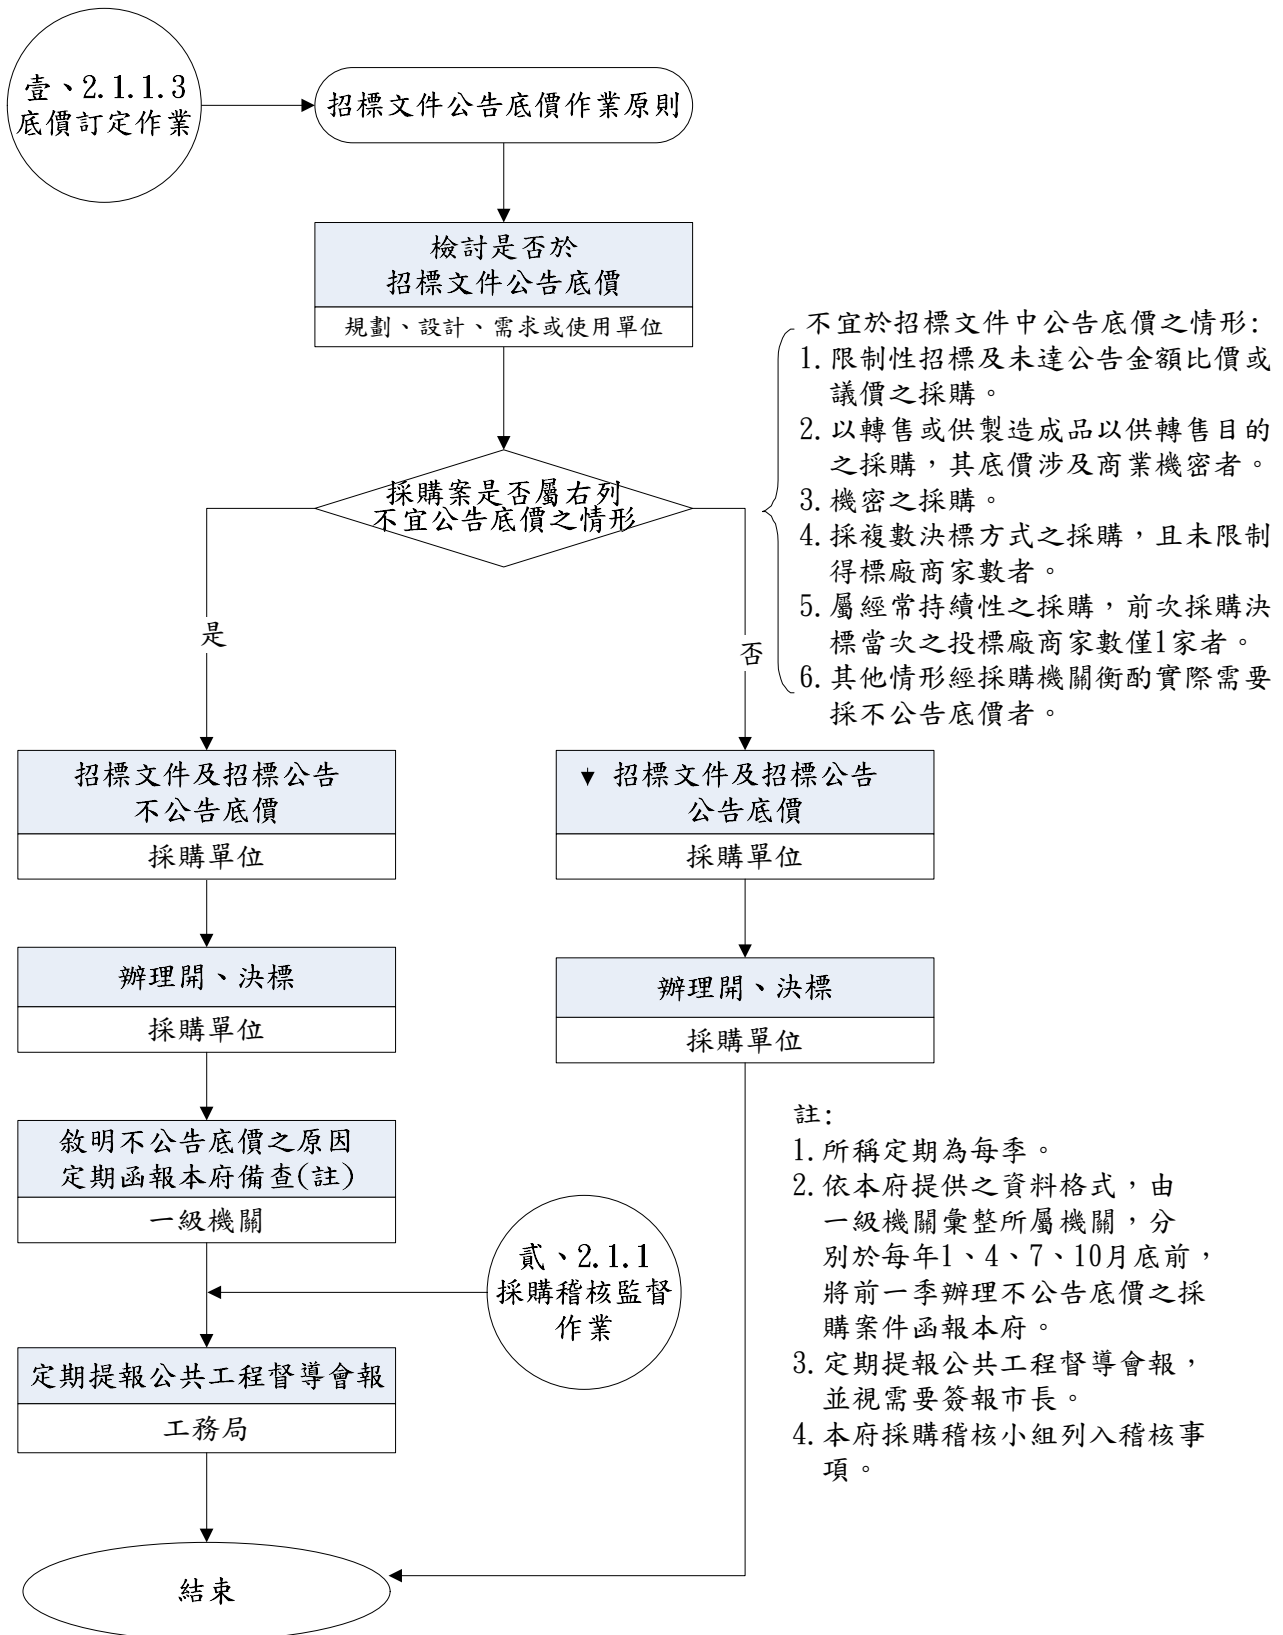 壹、2.1.1.3
底價訂定作業
招標文件公告底價作業原則
檢討是否於
招標文件公告底價
規劃、設計、需求或使用單位
不宜於招標文件中公告底價之情形:
1.限制性招標及未達公告金額比價或
議價之採購。
2.以轉售或供製造成品以供轉售目的
之採購，其底價涉及商業機密者。
3.機密之採購。
4.採複數決標方式之採購，且未限制
得標廠商家數者。
5.屬經常持續性之採購，前次採購決
標當次之投標廠商家數僅1家者。
6.其他情形經採購機關衡酌實際需要
採不公告底價者。
採購案是否屬右列
不宜公告底價之情形
是
否
招標文件及招標公告
不公告底價
採購單位
▼ 招標文件及招標公告
公告底價
採購單位
辦理開、決標
採購單位
辦理開、決標
採購單位
敘明不公告底價之原因
定期函報本府備查(註)
一級機關
貳、2.1.1
採購稽核監督
作業
定期提報公共工程督導會報
工務局
註:
1.所稱定期為每季。
2.依本府提供之資料格式，由
一級機關彙整所屬機關，分
別於每年1、4、7、10月底前，
將前一季辦理不公告底價之採
購案件函報本府。
3.定期提報公共工程督導會報，
並視需要簽報市長。
4.本府採購稽核小組列入稽核事
項。
結束